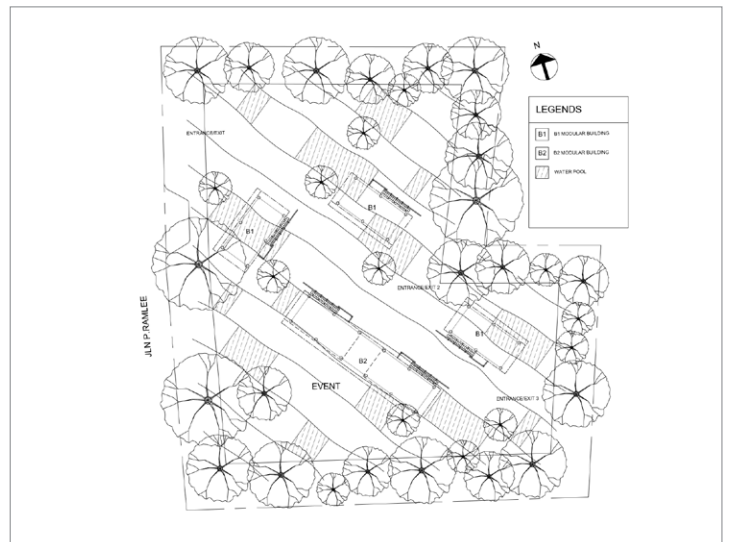 N
LEGENDS
B1 B1 MODULAR BUILDING
B2 B2 MODULAR BUILDING
WATER POOL
ENTRANCE/EXIT
B1
B1
ENTRANCE/EXIT 2
JLN P.RAMLEE
B1
B2
EVENT
ENTRANCE/EXIT 3